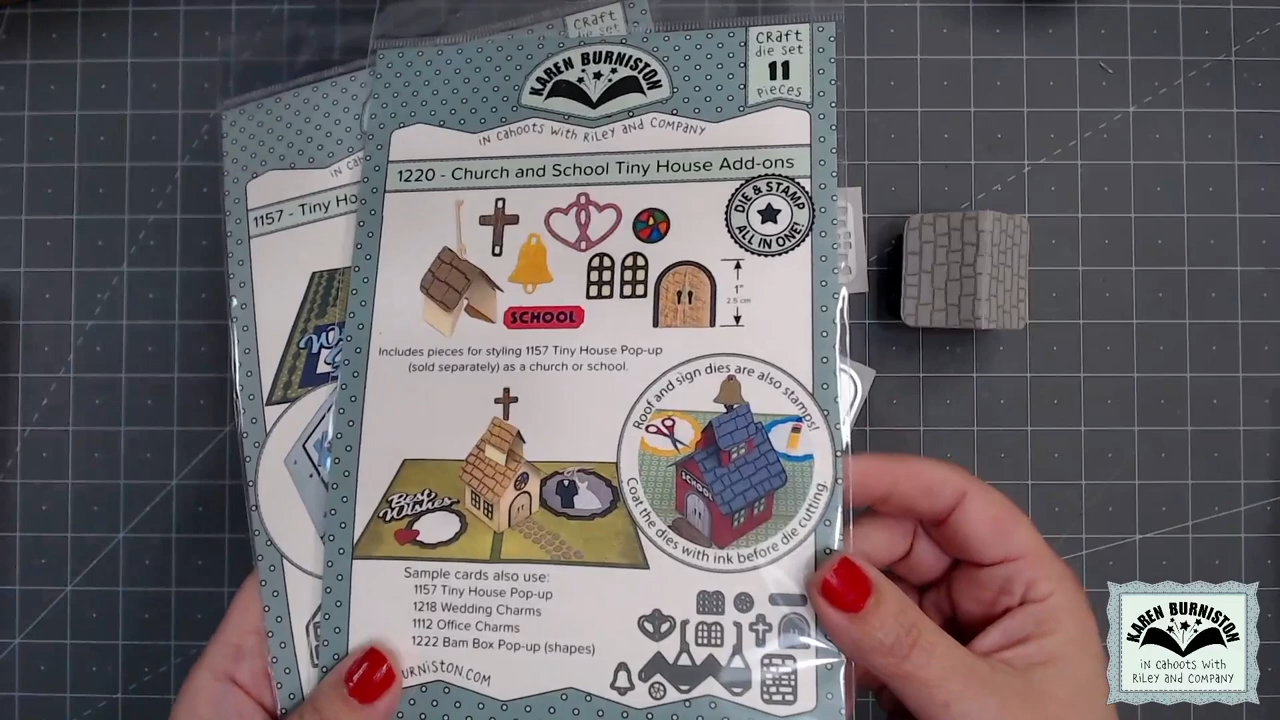 craft
die set
KAREN BURNISTON
craft
die set
11
pieces
in cahoots with Riley and Company
1220 - Church and School Tiny House Add-ons
DIE & STAMP
ALL IN ONE!
1"
2.5 cm
SCHOOL
Includes pieces for styling 1157 Tiny House Pop-up
(sold separately) as a church or school.
Roof and sign dies are also stamps!
SCHOOL
Coat the dies with ink before die cutting.
Best
Wishes
Sample cards also use:
1157 Tiny House Pop-up
1218 Wedding Charms
1112 Office Charms
1222 Bam Box Pop-up (shapes)
1157 - Tiny
KAREN BURNISTON
in cahoots with
Riley and Company